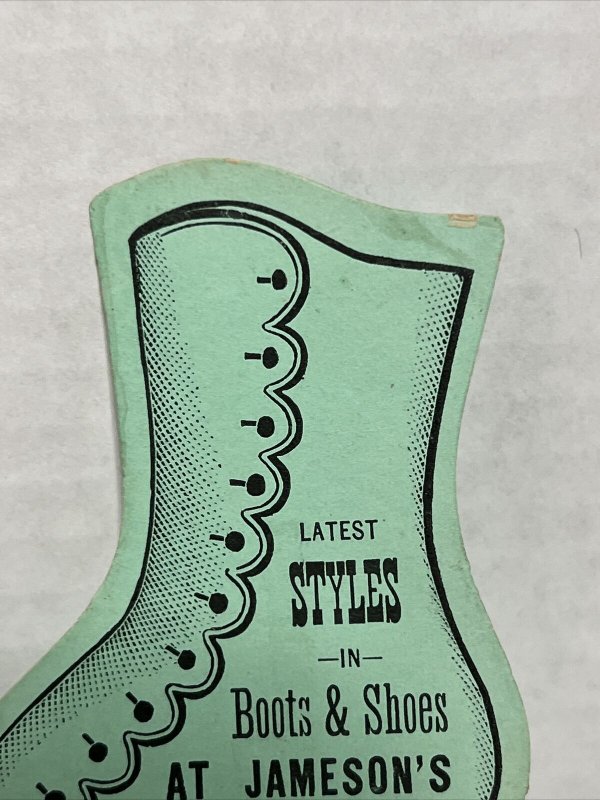 LATEST
STYLES
—IN—
Boots & Shoes
AT JAMESON'S